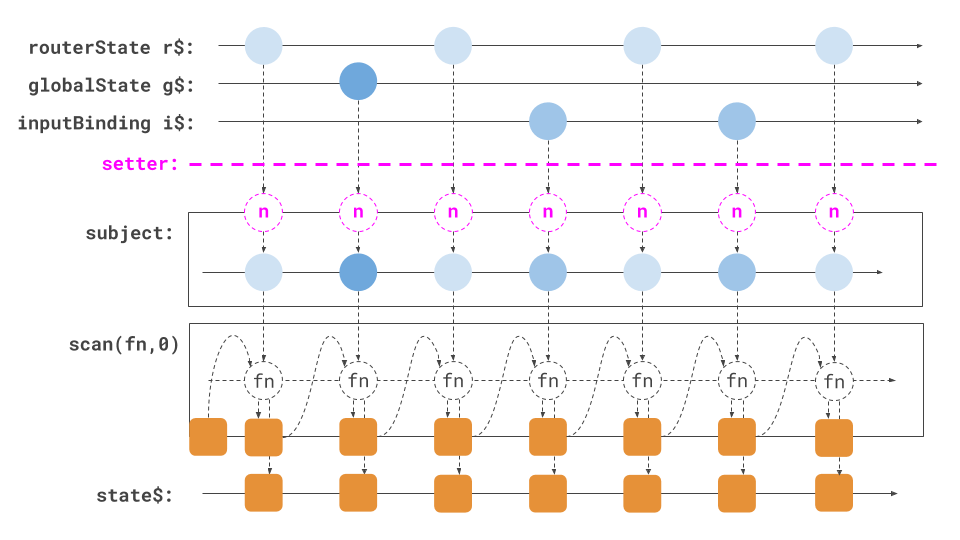 routerState r$:
globalState g$:
inputBinding i$:
setter:
n n n n n n n
subject:
scan(fn,0)
fn fn fn fn fn fn fn
state$: